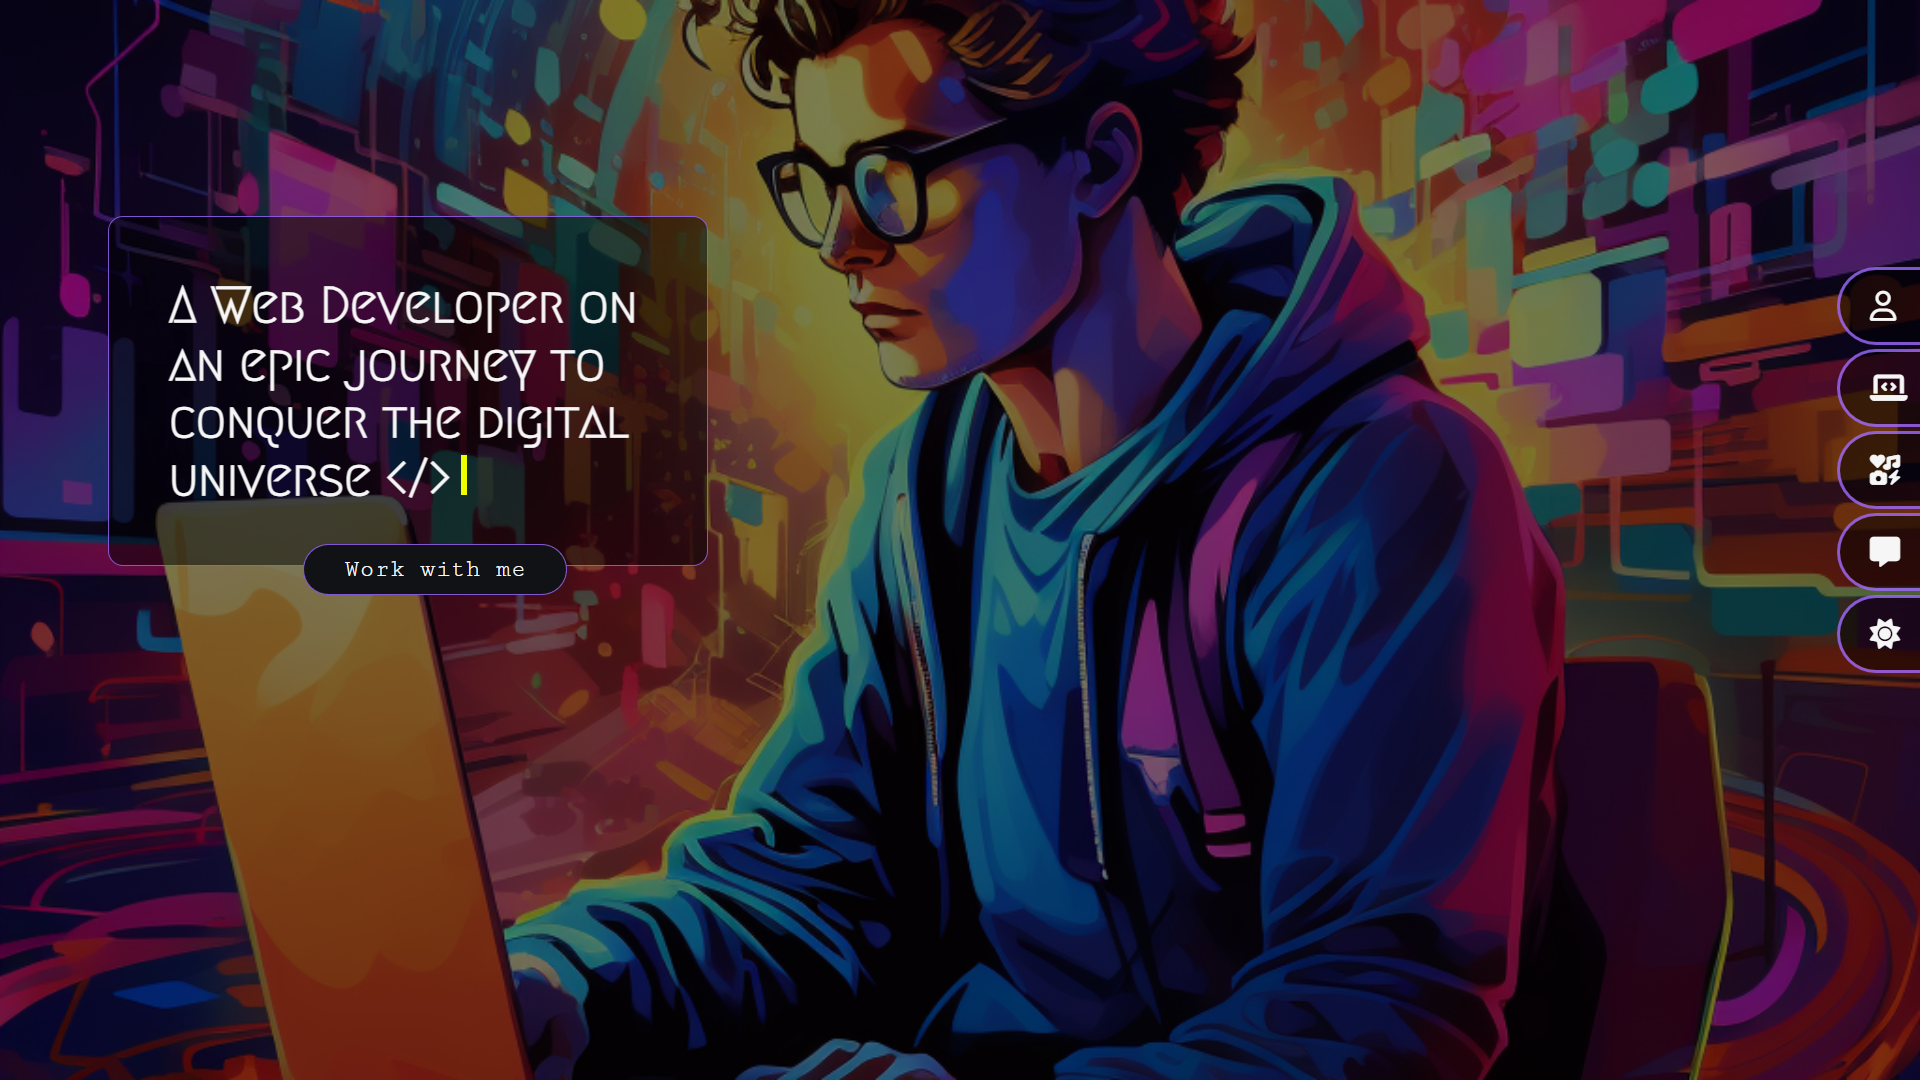 A Web Developer on
an epic journey to
conquer the digital
universe </>
Work with me